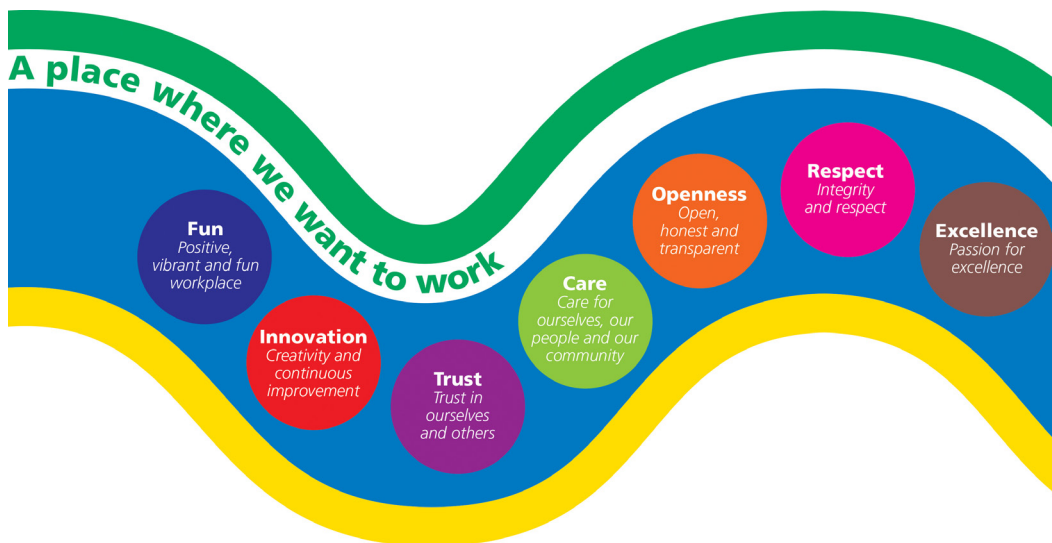 A place where we want to work
Fun
Positive,
vibrant and fun
workplace
Innovation
Creativity and
continuous
improvement
Trust
Trust in
ourselves
and others
Care
Care for
ourselves, our
people and our
community
Openness
Open,
honest and
transparent
Respect
Integrity
and respect
Excellence
Passion for
excellence